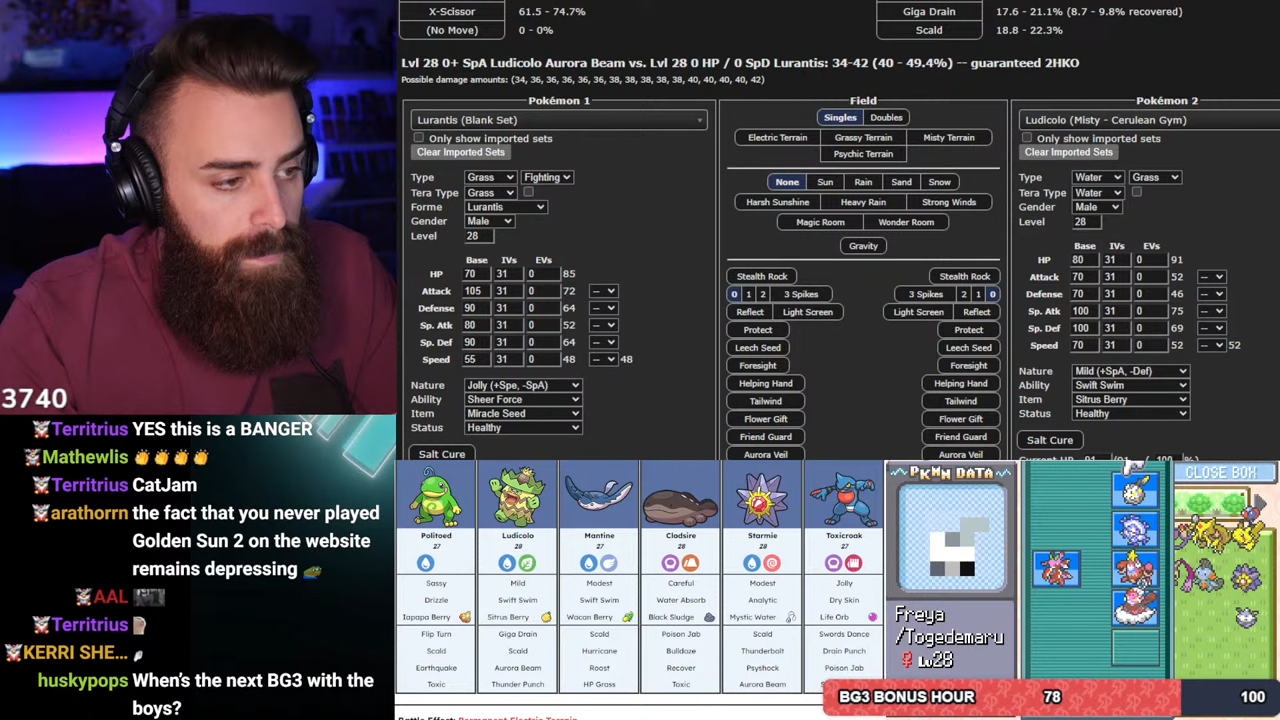 X-Scissor 61.5 - 74.7%
(No Move) 0 - 0%
Giga Drain 17.6 - 21.1% (8.7 - 9.8% recovered)
Scald 18.8 - 22.3%
Lvl 28 0+ SpA Ludicolo Aurora Beam vs. Lvl 28 0 HP / 0 SpD Lurantis: 34-42 (40 - 49.4%) -- guaranteed 2HKO
Possible damage amounts: (34, 36, 36, 36, 36, 36, 38, 38, 38, 38, 38, 40, 40, 40, 40, 42)
Pokémon 1
Lurantis (Blank Set)
Only show imported sets
Clear Imported Sets
Type Grass Fighting
Tera Type Grass
Forme Lurantis
Gender Male
Level 28
Base IVs EVs
HP 70 31 0 85
Attack 105 31 0 72 --
Defense 90 31 0 64 --
Sp. Atk 80 31 0 52 --
Sp. Def 90 31 0 64 --
Speed 55 31 0 48 -- 48
Nature Jolly (+Spe, -SpA)
Ability Sheer Force
Item Miracle Seed
Status Healthy
Salt Cure
Field
Singles Doubles
Electric Terrain Grassy Terrain Misty Terrain
Psychic Terrain
None Sun Rain Sand Snow
Harsh Sunshine Heavy Rain Strong Winds
Magic Room Wonder Room
Gravity
Stealth Rock Stealth Rock
0 1 2 3 Spikes 3 Spikes 2 1 0
Reflect Light Screen Light Screen Reflect
Protect Protect
Leech Seed Leech Seed
Foresight Foresight
Helping Hand Helping Hand
Tailwind Tailwind
Flower Gift Flower Gift
Friend Guard Friend Guard
Aurora Veil Aurora Veil
Pokémon 2
Ludicolo (Misty - Cerulean Gym)
Only show imported sets
Clear Imported Sets
Type Water Grass
Tera Type Water
Gender Male
Level 28
Base IVs EVs
HP 80 31 0 91
Attack 70 31 0 52 --
Defense 70 31 0 46 --
Sp. Atk 100 31 0 75 --
Sp. Def 100 31 0 69 --
Speed 70 31 0 52 -- 52
Nature Mild (+SpA, -Def)
Ability Swift Swim
Item Sitrus Berry
Status Healthy
Salt Cure
3740
Territrius YES this is a BANGER
Mathewlis 👏👏👏👏
Territrius CatJam
arathorrn the fact that you never played
Golden Sun 2 on the website
remains depressing
AAL
Territrius
KERRI SHE...
huskypops When's the next BG3 with the
boys?
Politoed Ludicolo Mantine Clodsire Starmie Toxicroak
27 28 27 28 28 27
Sassy Mild Modest Careful Modest Jolly
Drizzle Swift Swim Swift Swim Water Absorb Analytic Dry Skin
Iapapa Berry Sitrus Berry Wacan Berry Black Sludge Mystic Water Life Orb
Flip Turn Giga Drain Scald Poison Jab Scald Swords Dance
Scald Scald Hurricane Bulldoze Thunderbolt Drain Punch
Earthquake Aurora Beam Roost Recover Psyshock Poison Jab
Toxic Thunder Punch HP Grass Toxic Aurora Beam
Battle Effect: Permanent Electric Terrain
PKMN DATA
Freya
/Togedemaru
♀ Lv28
CLOSE BOX
BG3 BONUS HOUR 78 100